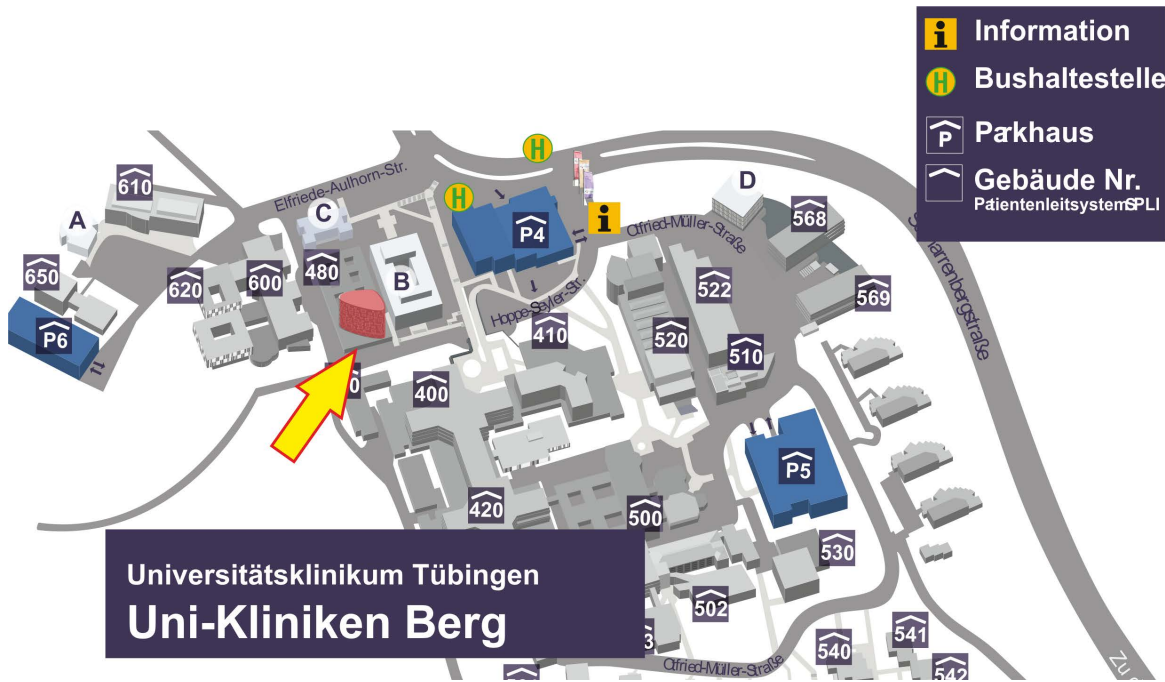 Information
H Bushaltestelle
P Parkhaus
Gebäude Nr.
PatientenleitsystemSPLI
H
H
610
Elfriede-Aulhorn-Str.
D
C
A
i
568
P4
Otfried-Müller-Straße
650
620
600
480
B
522
569
Hoppe-Seyler-Str.
P6
410
520
510
400
P5
420
500
530
Universitätsklinikum Tübingen
Uni-Kliniken Berg
502
541
540
Otfried-Müller-Straße
542